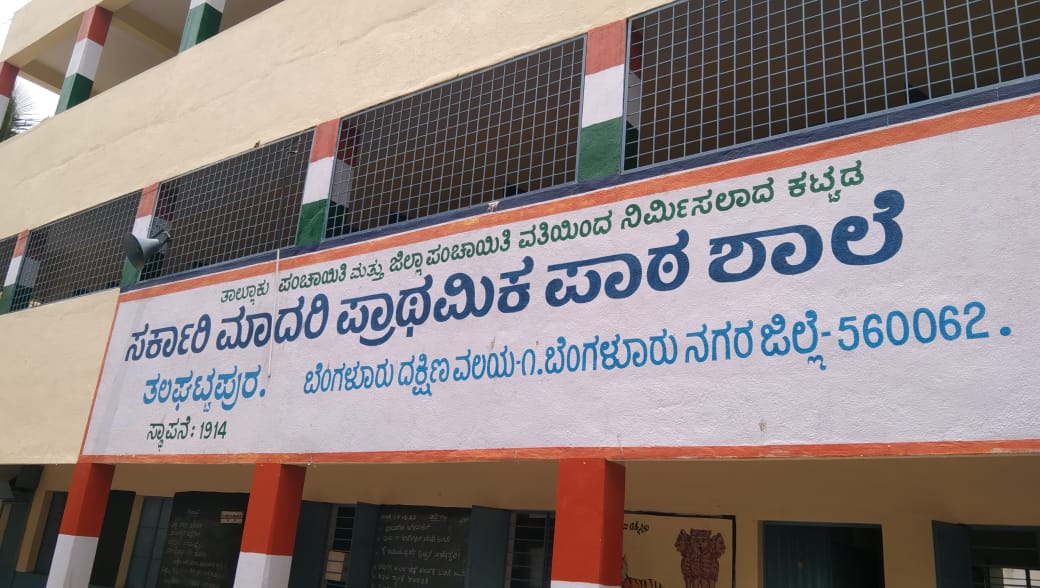 ತಾಲ್ಲೂಕು ಪಂಚಾಯಿತಿ ಮತ್ತು ಜಿಲ್ಲಾ ಪಂಚಾಯಿತಿ ವತಿಯಿಂದ ನಿರ್ಮಿಸಲಾದ ಕಟ್ಟಡ
ಸರ್ಕಾರಿ ಮಾದರಿ ಪ್ರಾಥಮಿಕ ಪಾಠ ಶಾಲೆ
ತಲಘಟ್ಟಪುರ. ಬೆಂಗಳೂರು ದಕ್ಷಿಣ ವಲಯ-೧. ಬೆಂಗಳೂರು ನಗರ ಜಿಲ್ಲೆ-560062.
ಸ್ಥಾಪನೆ: 1914